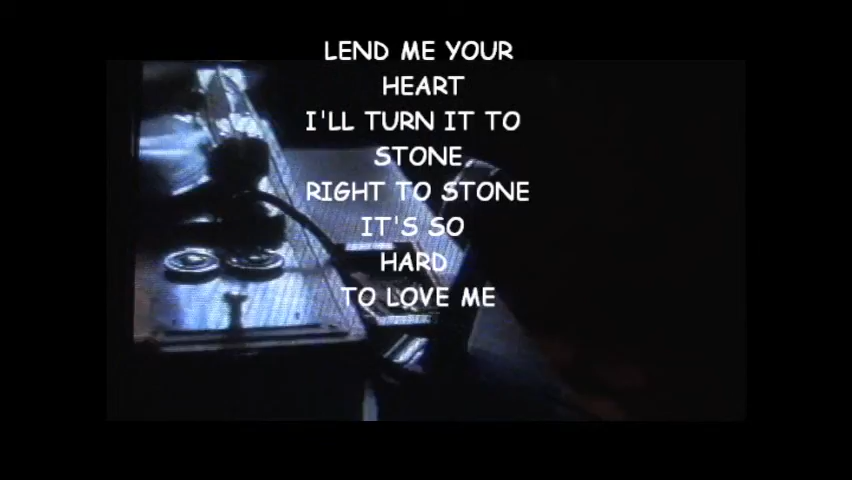 LEND ME YOUR
HEART
I'LL TURN IT TO
STONE
RIGHT TO STONE
IT'S SO
HARD
TO LOVE ME